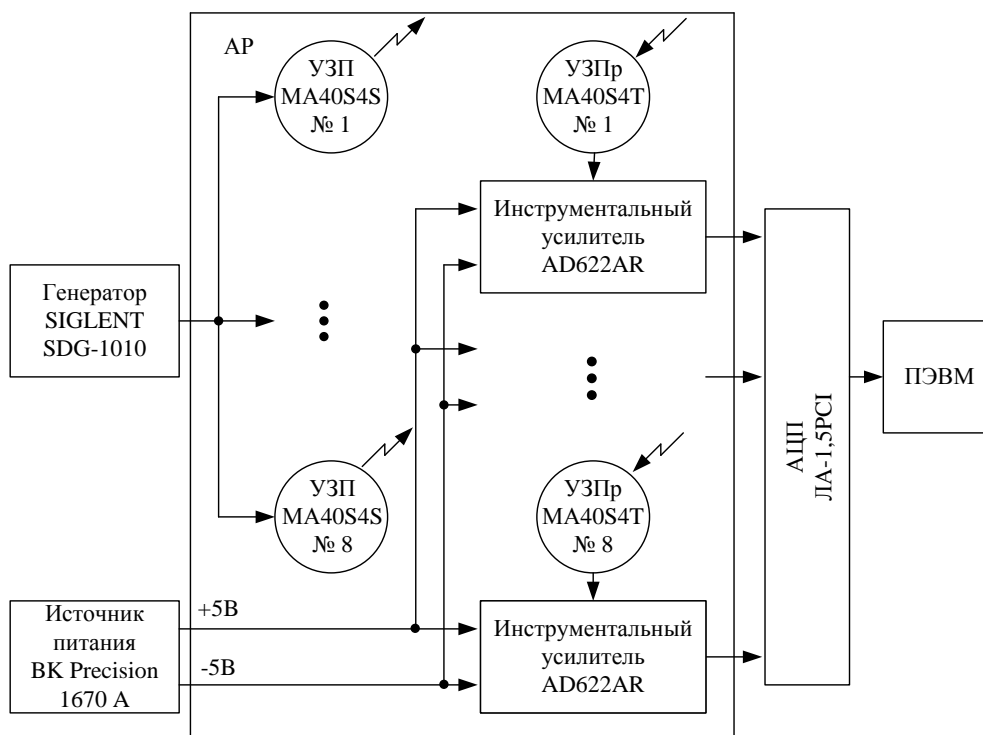 АР
УЗП
MA40S4S
№ 1
УЗПр
MA40S4T
№ 1
Инструментальный
усилитель
AD622AR
Генератор
SIGLENT
SDG-1010
АЦП
ЛА-1,5PCI
ПЭВМ
УЗП
MA40S4S
№ 8
УЗПр
MA40S4T
№ 8
Источник
питания
BK Precision
1670 A
+5В
-5В
Инструментальный
усилитель
AD622AR